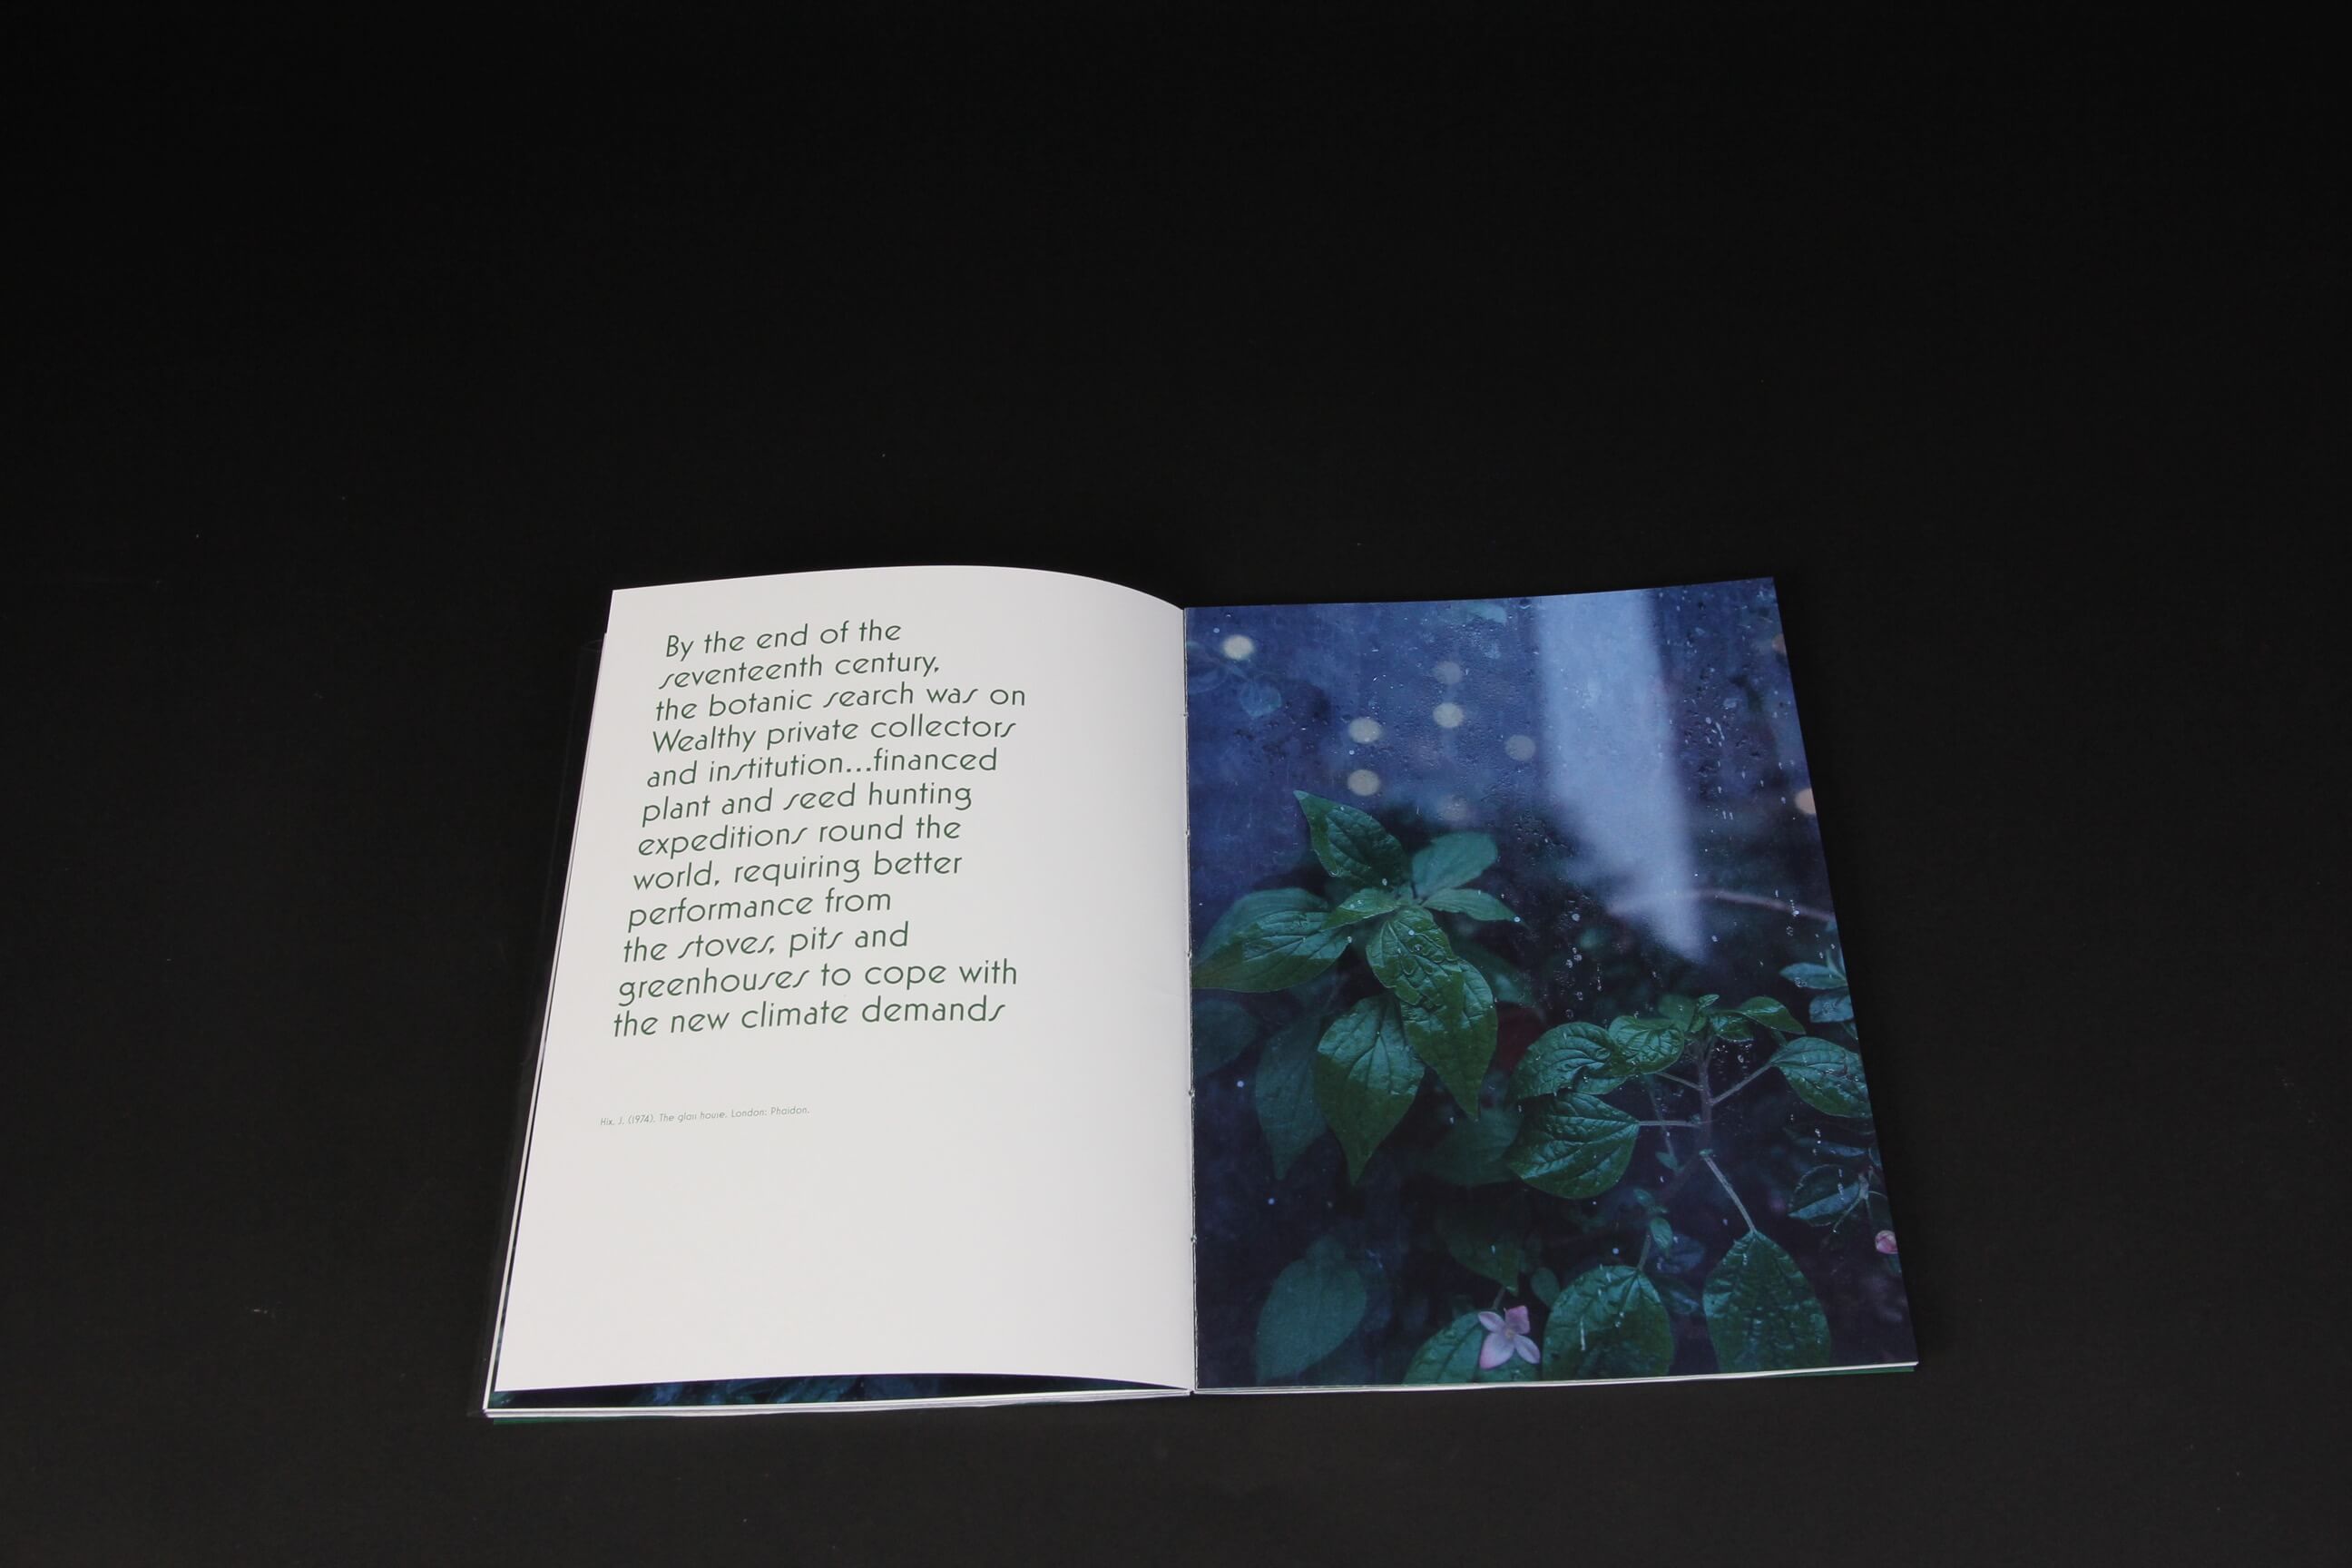 By the end of the
seventeenth century,
the botanic search was on
Wealthy private collectors
and institution...financed
plant and seed hunting
expeditions round the
world, requiring better
performance from
the stoves, pits and
greenhouses to cope with
the new climate demands
Hix, J. (1974). The glass house. London: Phaidon.